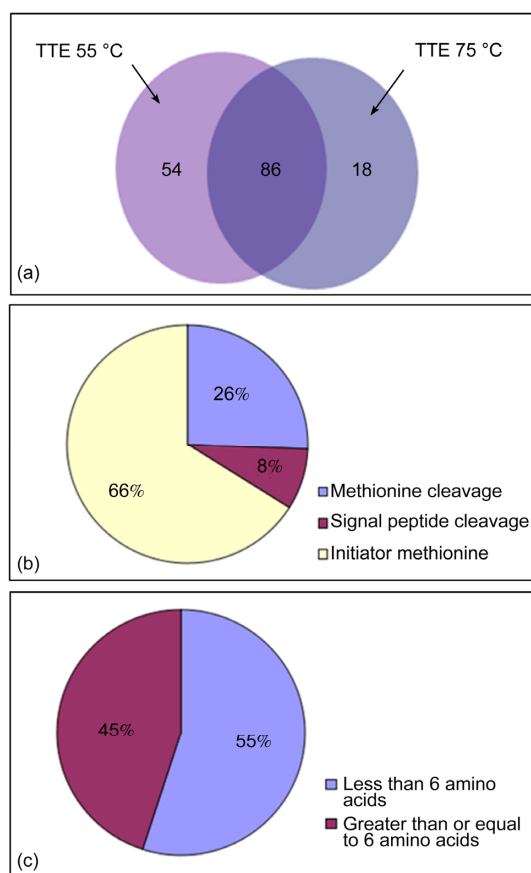 TTE 55 °C
TTE 75 °C
54
86
18
(a)
26%
8%
66%
Methionine cleavage
Signal peptide cleavage
Initiator methionine
(b)
45%
55%
Less than 6 amino
acids
Greater than or equal
to 6 amino acids
(c)